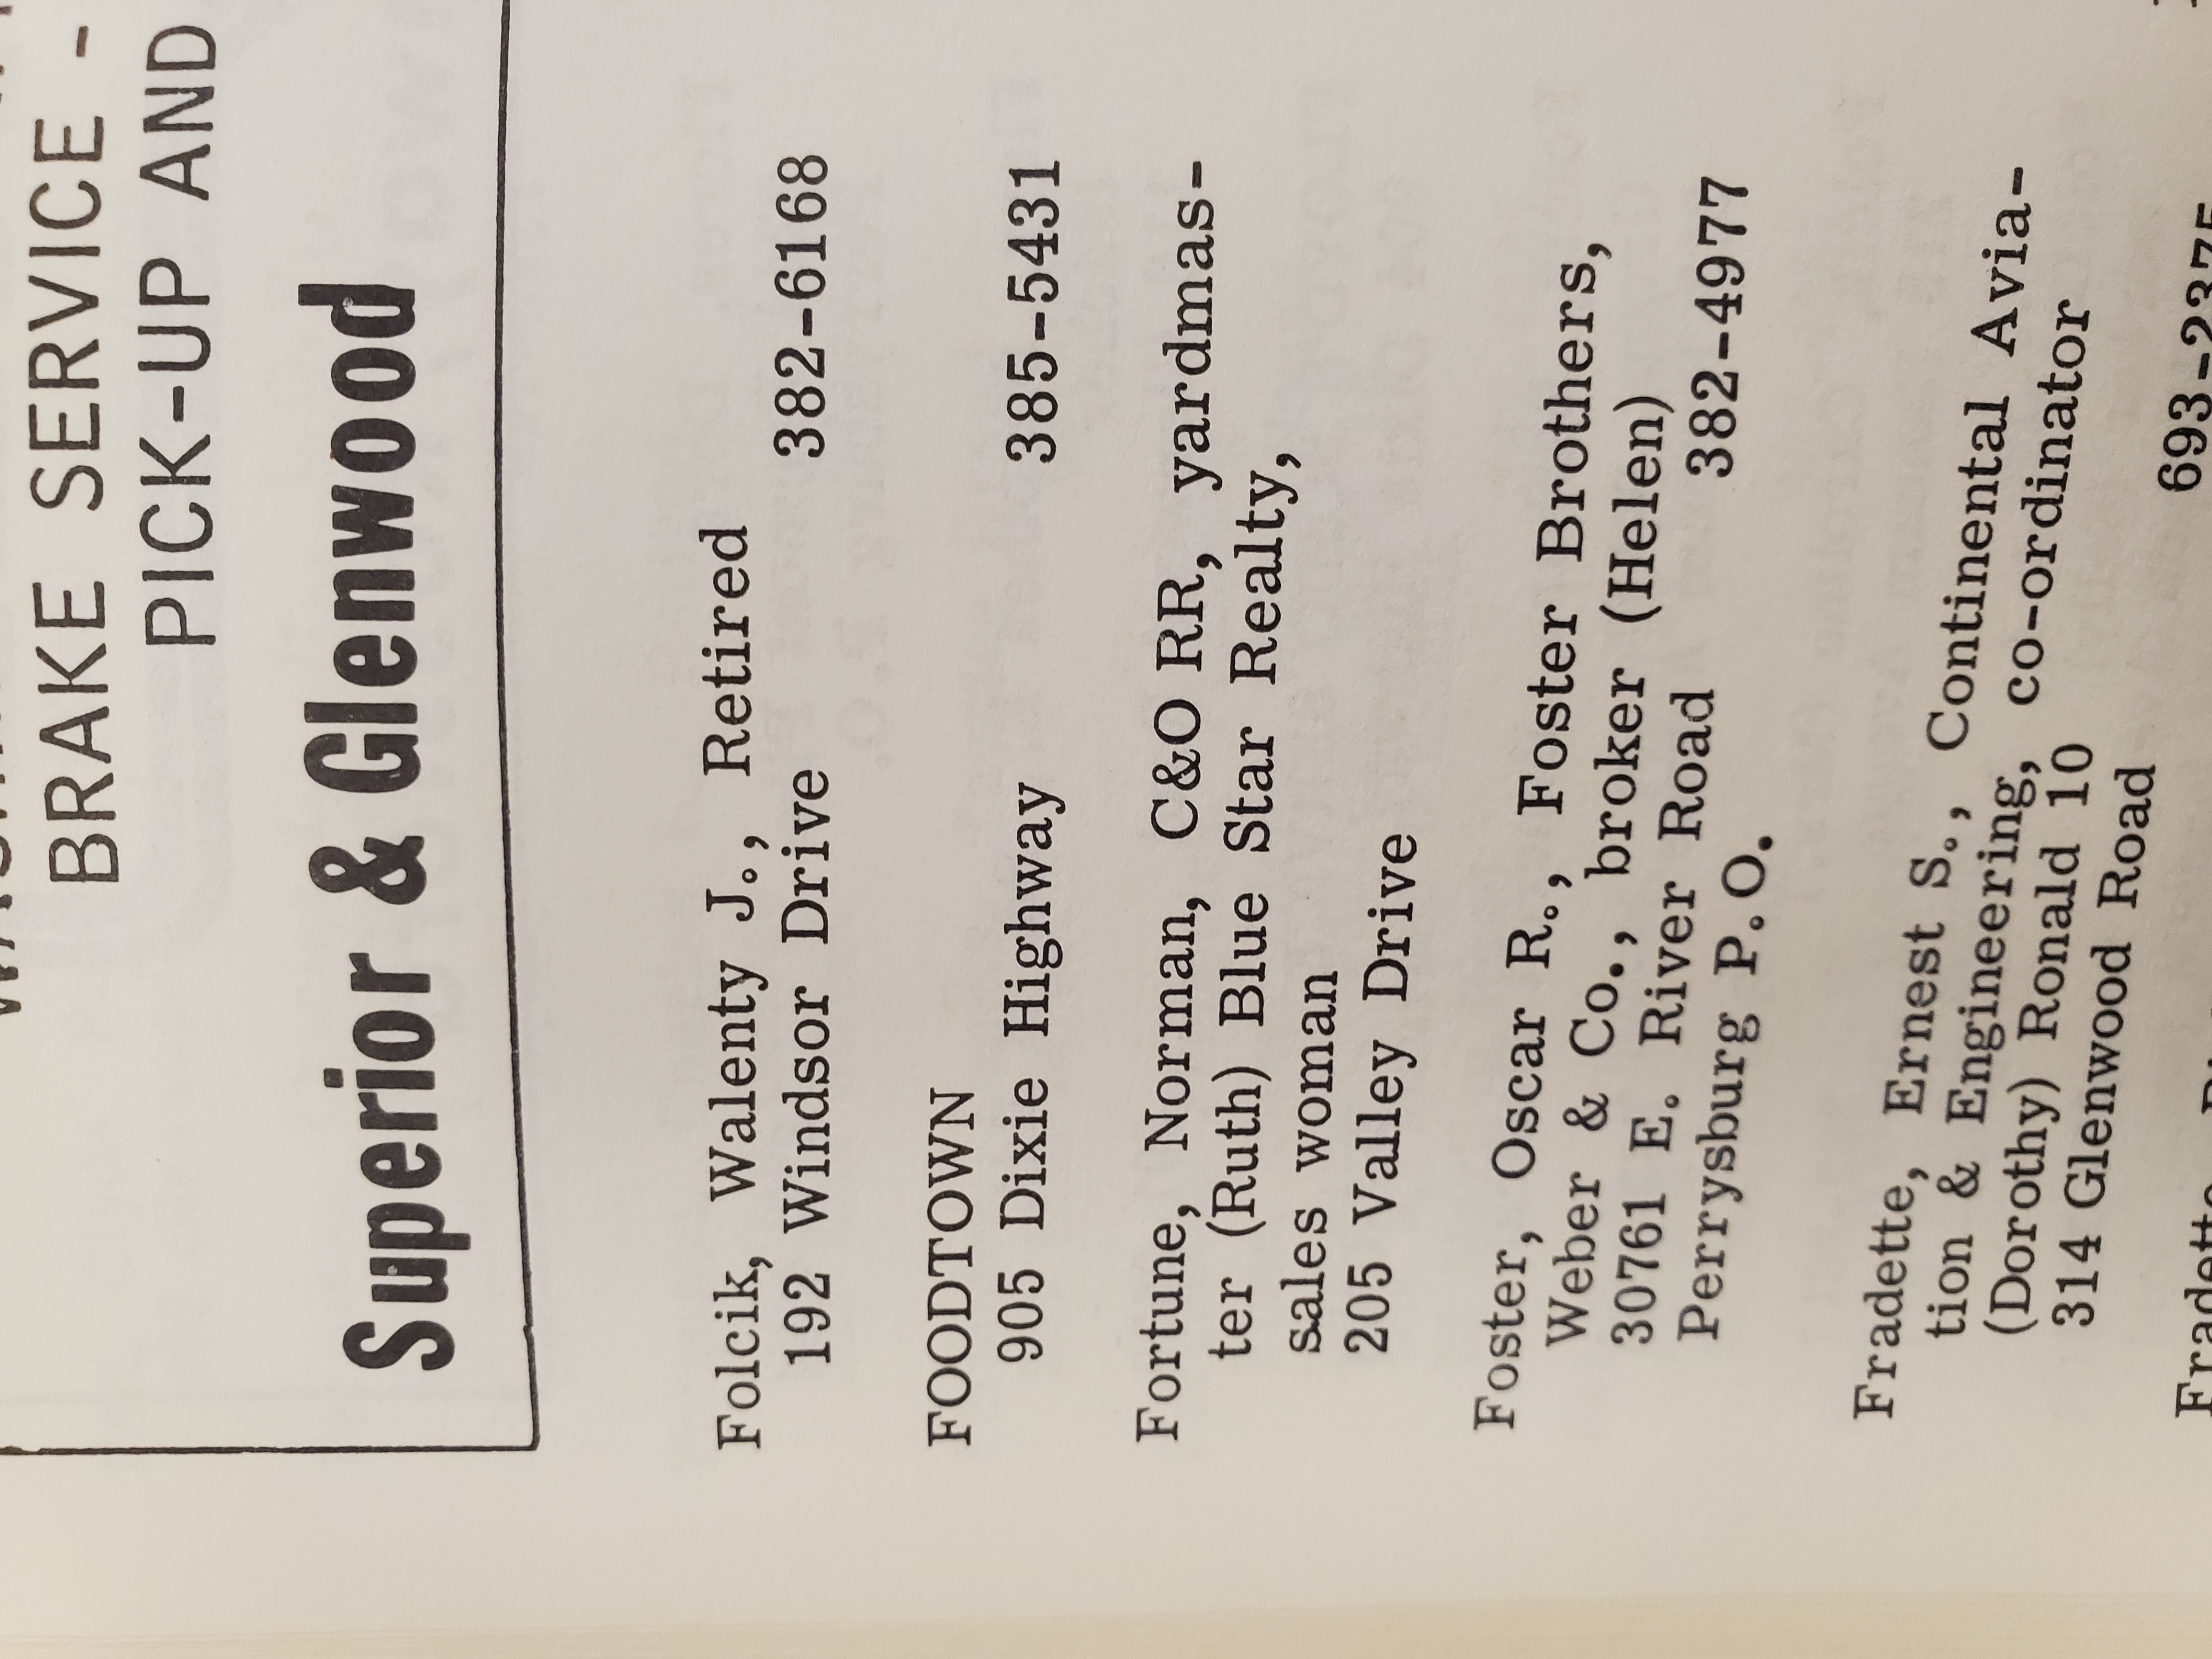 BRAKE SERVICE -
PICK-UP AND
Superior & Glenwood
Folcik, Walenty J., Retired
192 Windsor Drive 382-6168
FOODTOWN
905 Dixie Highway 385-5431
Fortune, Norman, C&O RR, yardmas-
ter (Ruth) Blue Star Realty,
sales woman
205 Valley Drive
Foster, Oscar R., Foster Brothers,
Weber & Co., broker (Helen)
30761 E. River Road 382-4977
Perrysburg P.O.
Fradette, Ernest S., Continental Avia-
tion & Engineering, co-ordinator
(Dorothy) Ronald 10
314 Glenwood Road 693-2375
Fradette,